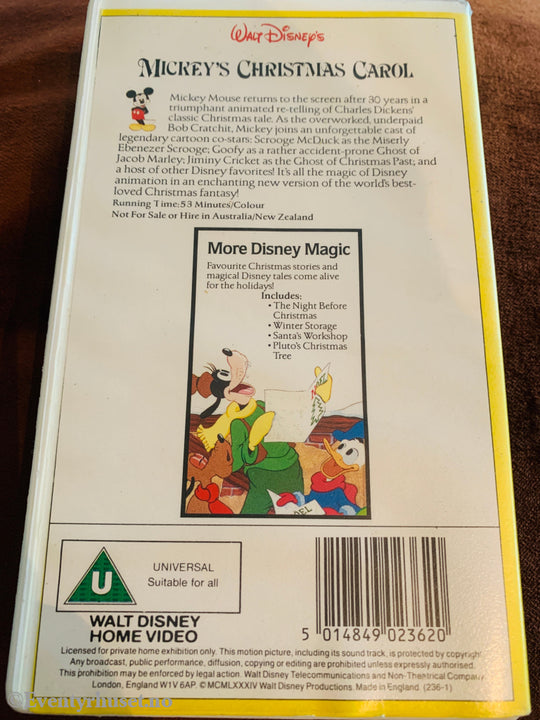 Walt Disney's
MICKEY'S CHRISTMAS CAROL
Mickey Mouse returns to the screen after 30 years in a
triumphant animated re-telling of Charles Dickens'
classic Christmas tale. As the overworked, underpaid
Bob Cratchit, Mickey joins an unforgettable cast of
legendary cartoon co-stars: Scrooge McDuck as the Miserly
Ebenezer Scrooge; Goofy as a rather accident-prone Ghost of
Jacob Marley; Jiminy Cricket as the Ghost of Christmas Past; and
a host of other Disney favorites! It's all the magic of Disney
animation in an enchanting new version of the world's best-
loved Christmas fantasy!
Running Time: 53 Minutes/Colour
Not For Sale or Hire in Australia/New Zealand
More Disney Magic
Favourite Christmas stories and
magical Disney tales come alive
for the holidays!
Includes:
• The Night Before
Christmas
• Winter Storage
• Santa's Workshop
• Pluto's Christmas
Tree
OEL
U
UNIVERSAL
Suitable for all
WALT DISNEY
HOME VIDEO
5 014849 023620
Licensed for private home exhibition only. This motion picture, including its sound track, is protected by copyright
Any broadcast, public performance, diffusion, copying or editing are prohibited unless expressly authorised.
This prohibition may be enforced by legal action. Walt Disney Telecommunications and Non-Theatrical Company
London, England W1V 6AP. © MCMLXXXIV Walt Disney Productions. Made in England. (236-1)
©Eventyrhuset.no